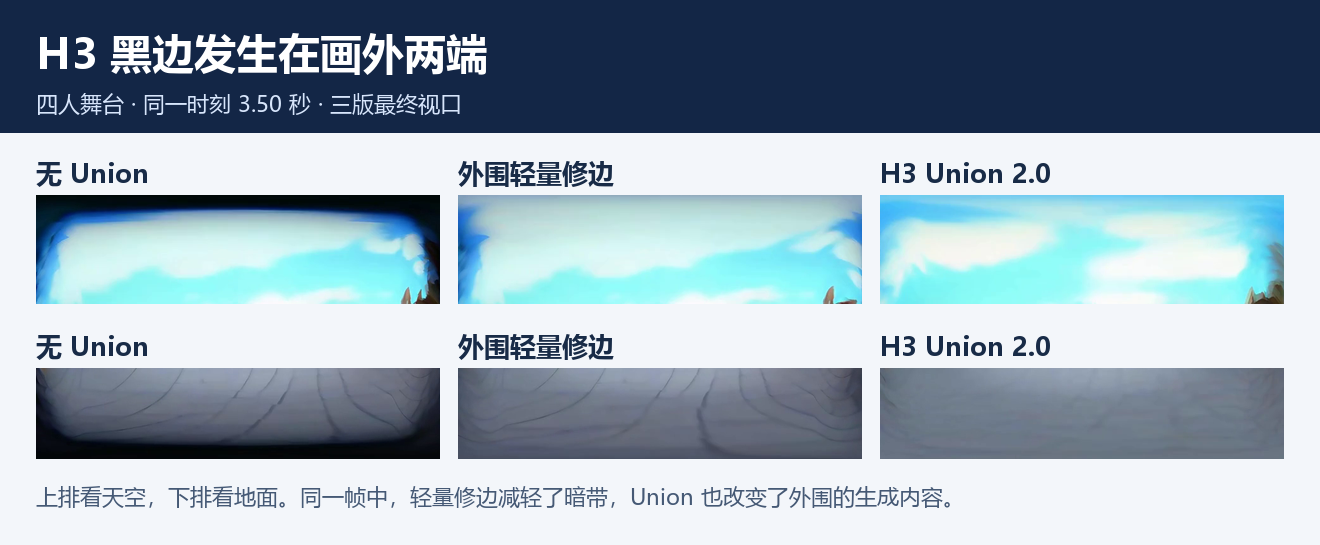 H3 黑边发生在画外两端
四人舞台 · 同一时刻 3.50 秒 · 三版最终视口
无 Union
外围轻量修边
H3 Union 2.0
无 Union
外围轻量修边
H3 Union 2.0
上排看天空，下排看地面。同一帧中，轻量修边减轻了暗带，Union 也改变了外围的生成内容。